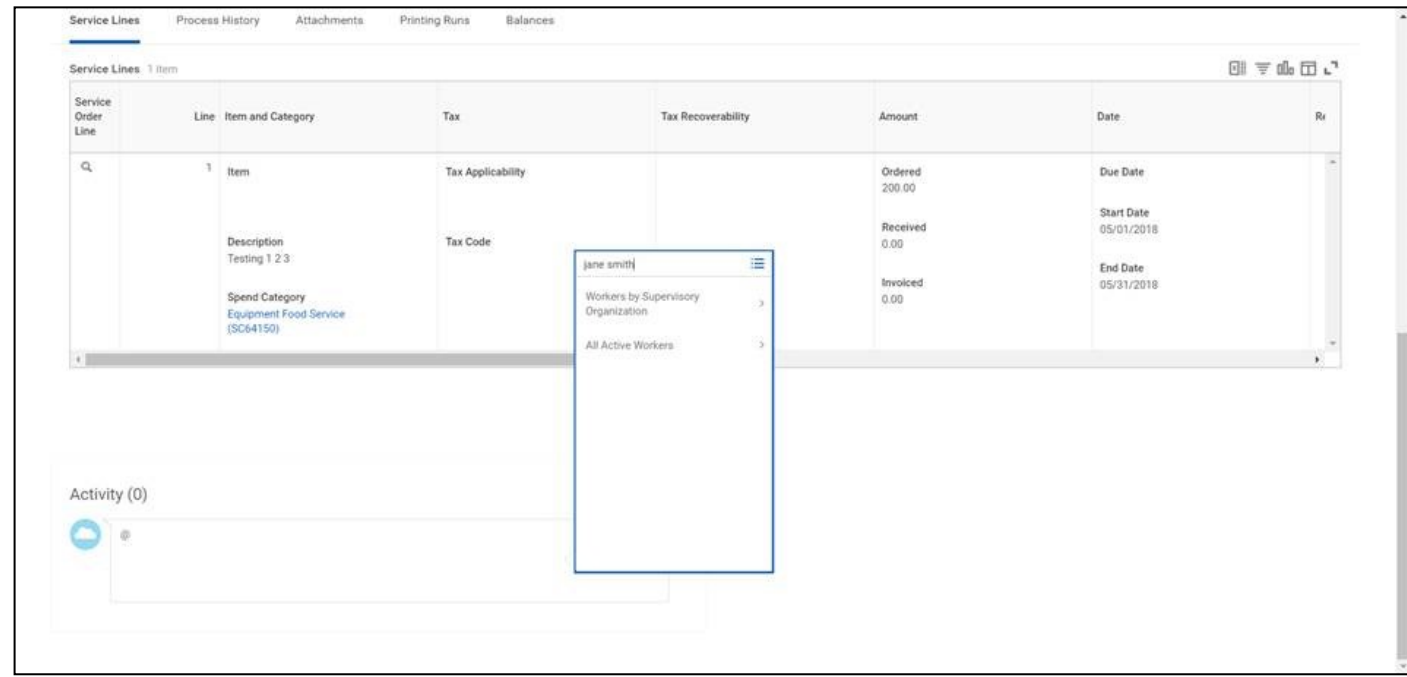 Service Lines Process History Attachments Printing Runs Balances
Service Lines 1 item
Service Order Line
Line
Item and Category
Tax
Tax Recoverability
Amount
Date
Re
1
Item
Tax Applicability
Ordered
200.00
Due Date
Description
Testing 1 2 3
Tax Code
Received
0.00
Start Date
05/01/2018
Spend Category
Equipment Food Service
(SC64150)
Invoiced
0.00
End Date
05/31/2018
jane smith
Workers by Supervisory
Organization
All Active Workers
Activity (0)
@